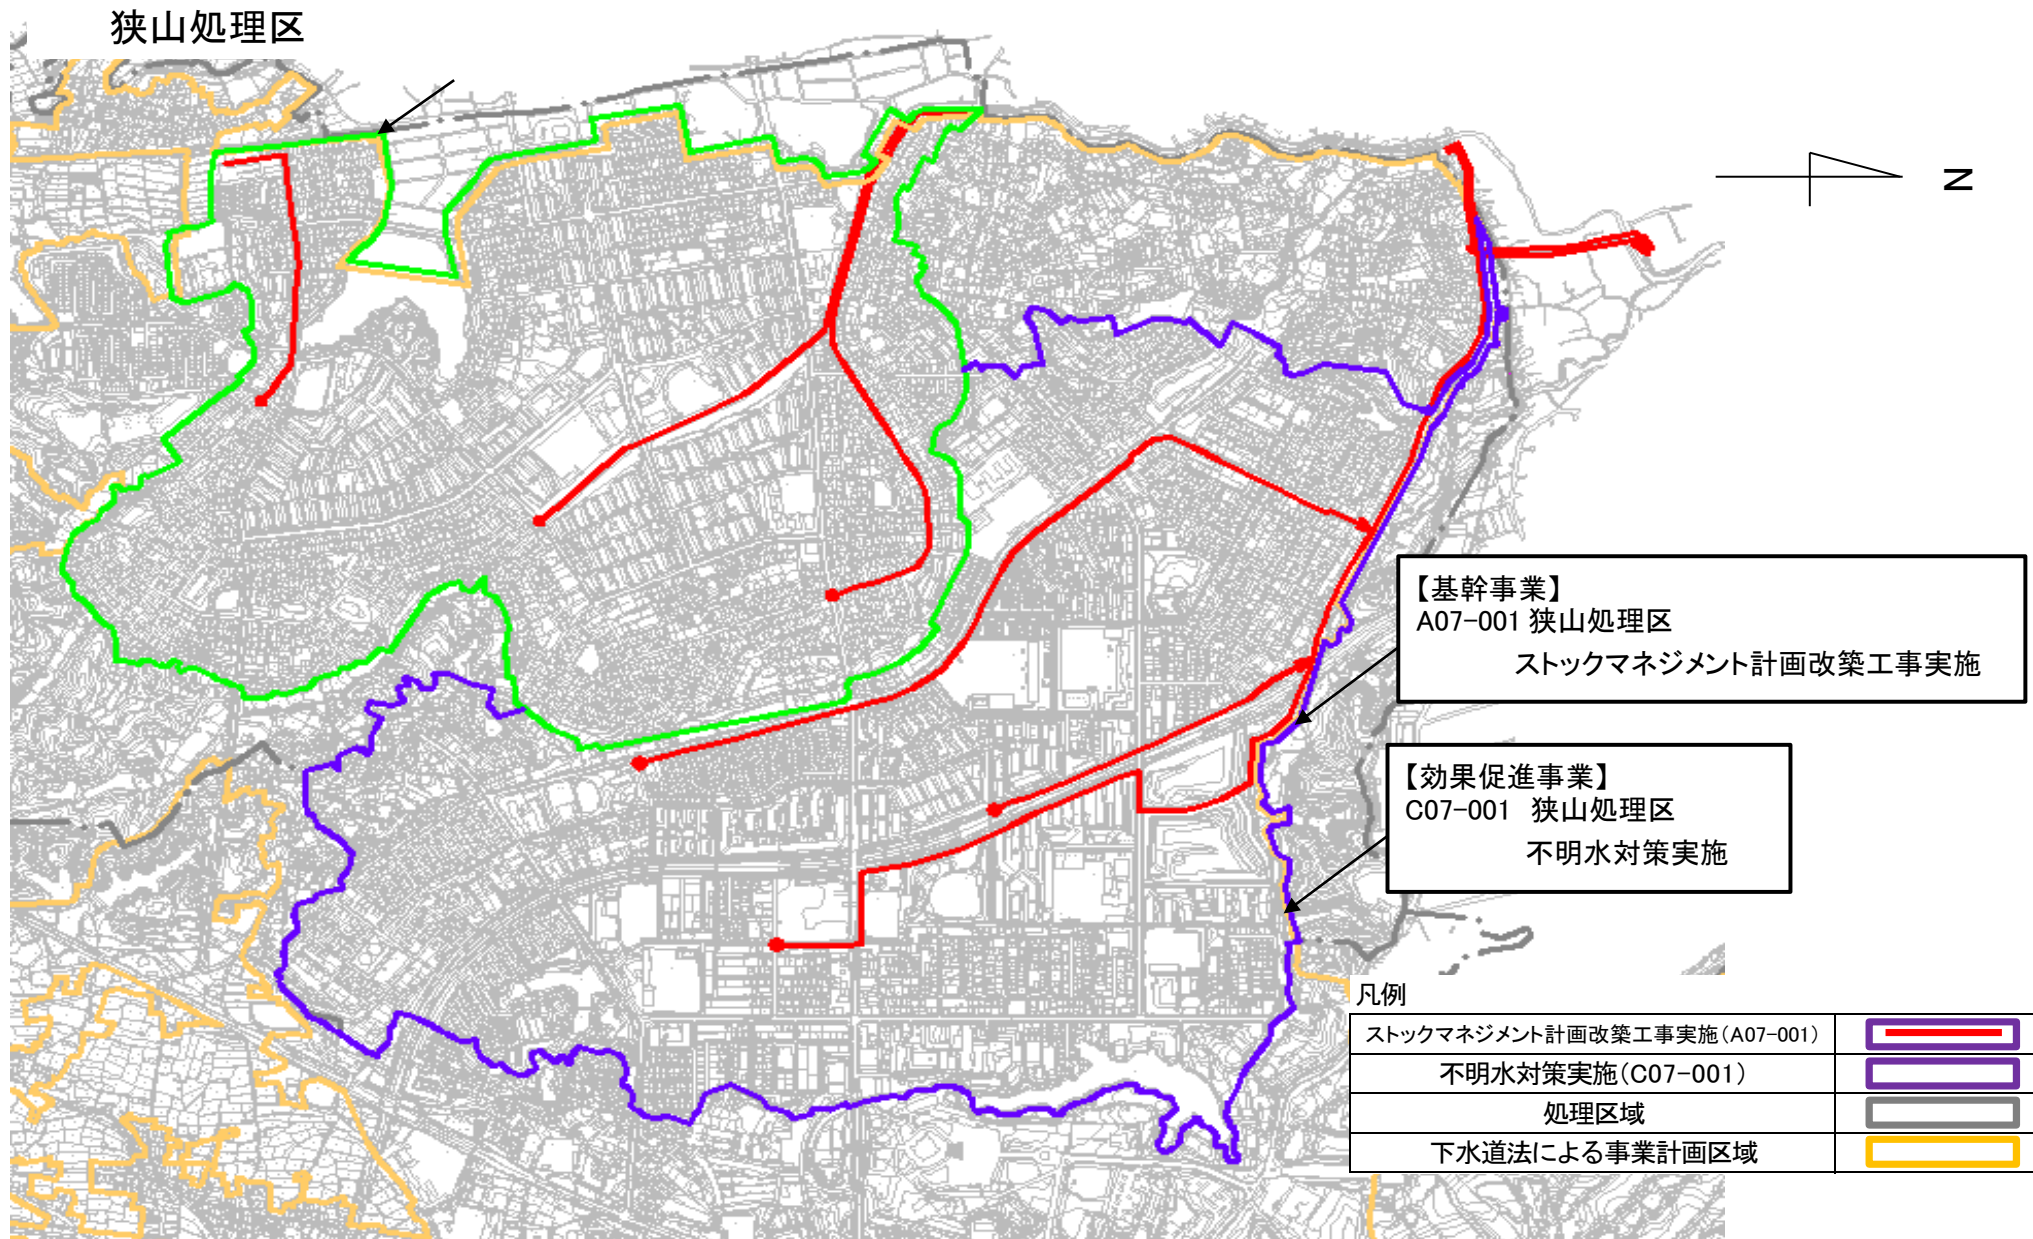 狭山処理区
N
【基幹事業】
A07-001 狭山処理区
ストックマネジメント計画改築工事実施
【効果促進事業】
C07-001 狭山処理区
不明水対策実施
凡例
ストックマネジメント計画改築工事実施(A07-001)
不明水対策実施(C07-001)
処理区域
下水道法による事業計画区域